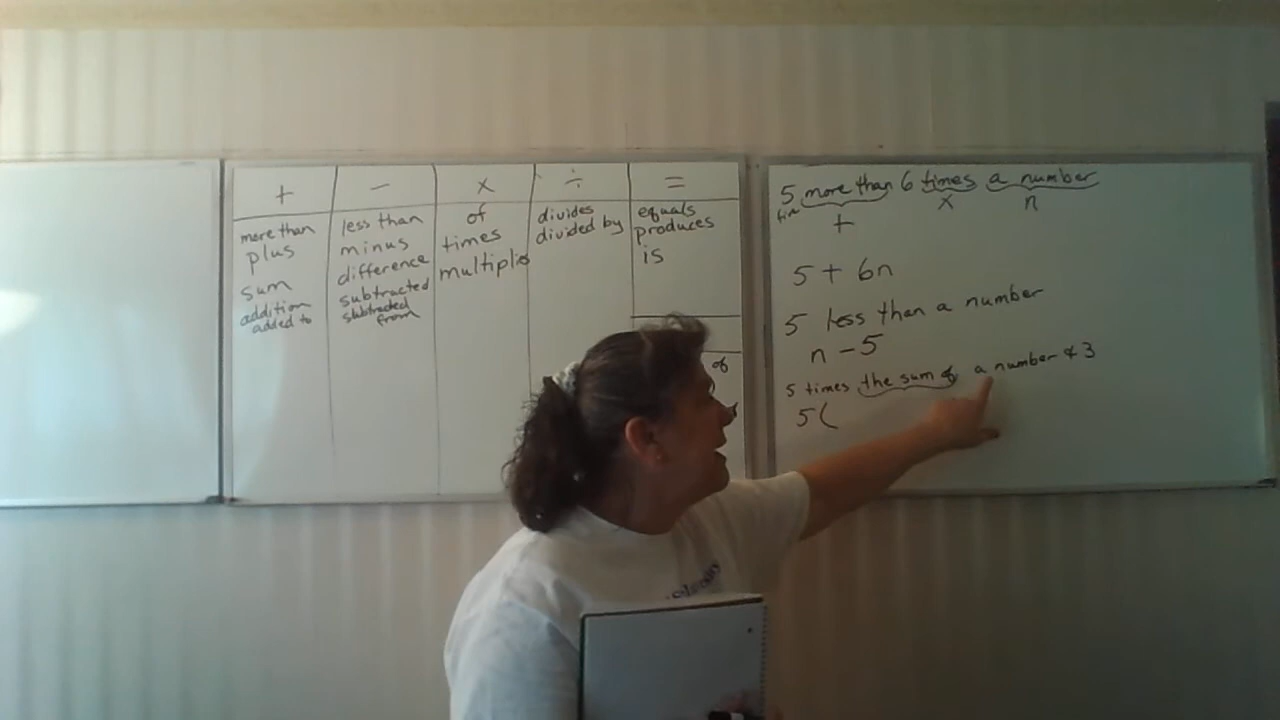 + − × ÷ =
more than
plus
sum
addition
added to
less than
minus
difference
subtracted
subtracted
from
of
times
multiplie
divides
divided by
equals
produces
is
of
5 more than 6 times a number
+ x n
5 + 6n
5 less than a number
n − 5
5 times the sum of a number & 3
5(